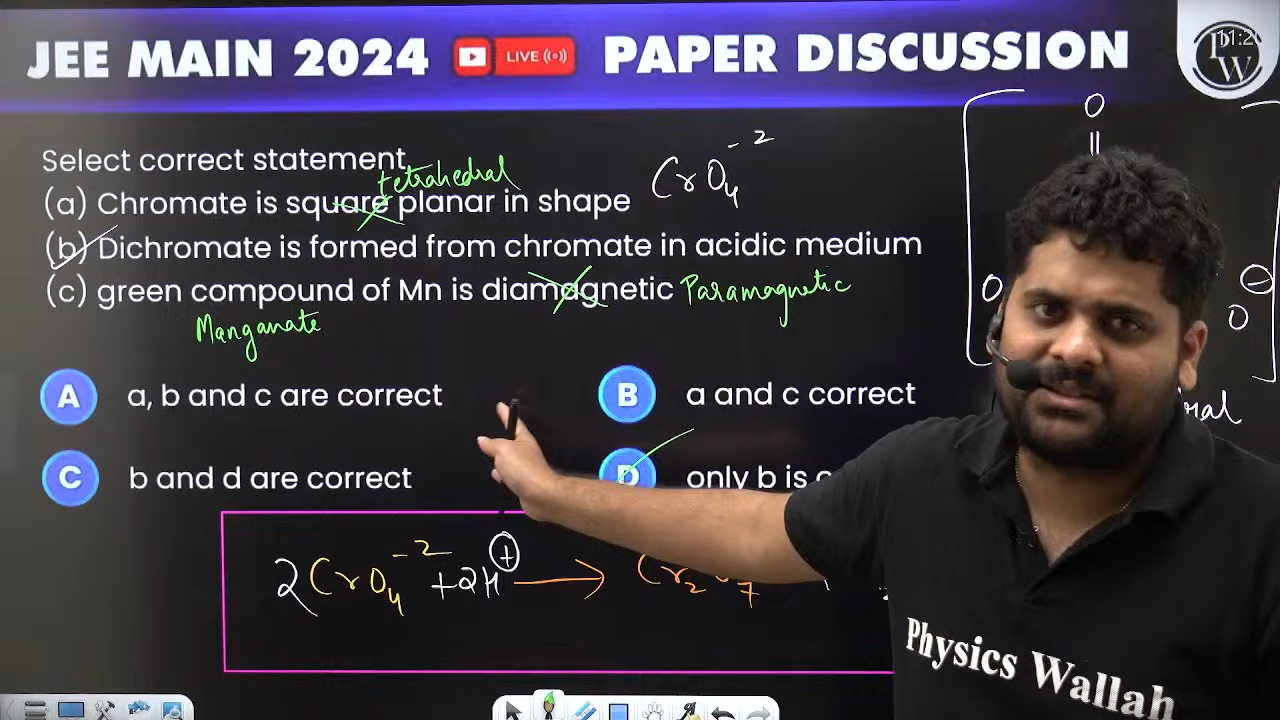 JEE MAIN 2024 LIVE PAPER DISCUSSION
Select correct statement
tetrahedral
(a) Chromate is square planar in shape
CrO₄⁻²
(b) Dichromate is formed from chromate in acidic medium
(c) green compound of Mn is diamagnetic Paramagnetic
Manganate
A a, b and c are correct
B a and c correct
C b and d are correct
D only b is
2CrO₄⁻² + 2H⁺ → Cr₂ ₇
O
||
O
⊖
O
Physics Wallah